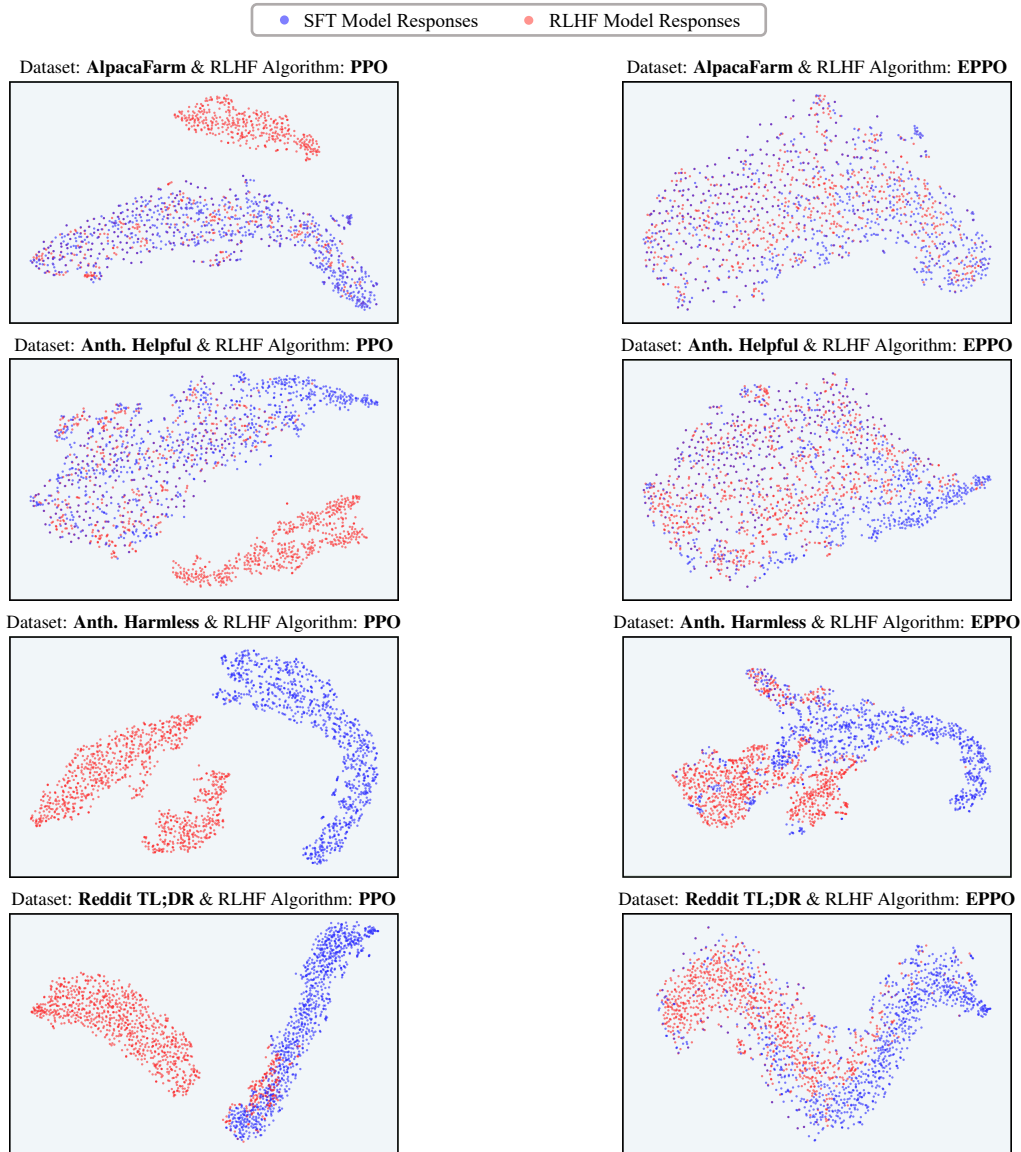 SFT Model Responses RLHF Model Responses
Dataset: AlpacaFarm & RLHF Algorithm: PPO
Dataset: AlpacaFarm & RLHF Algorithm: EPPO
Dataset: Anth. Helpful & RLHF Algorithm: PPO
Dataset: Anth. Helpful & RLHF Algorithm: EPPO
Dataset: Anth. Harmless & RLHF Algorithm: PPO
Dataset: Anth. Harmless & RLHF Algorithm: EPPO
Dataset: Reddit TL;DR & RLHF Algorithm: PPO
Dataset: Reddit TL;DR & RLHF Algorithm: EPPO